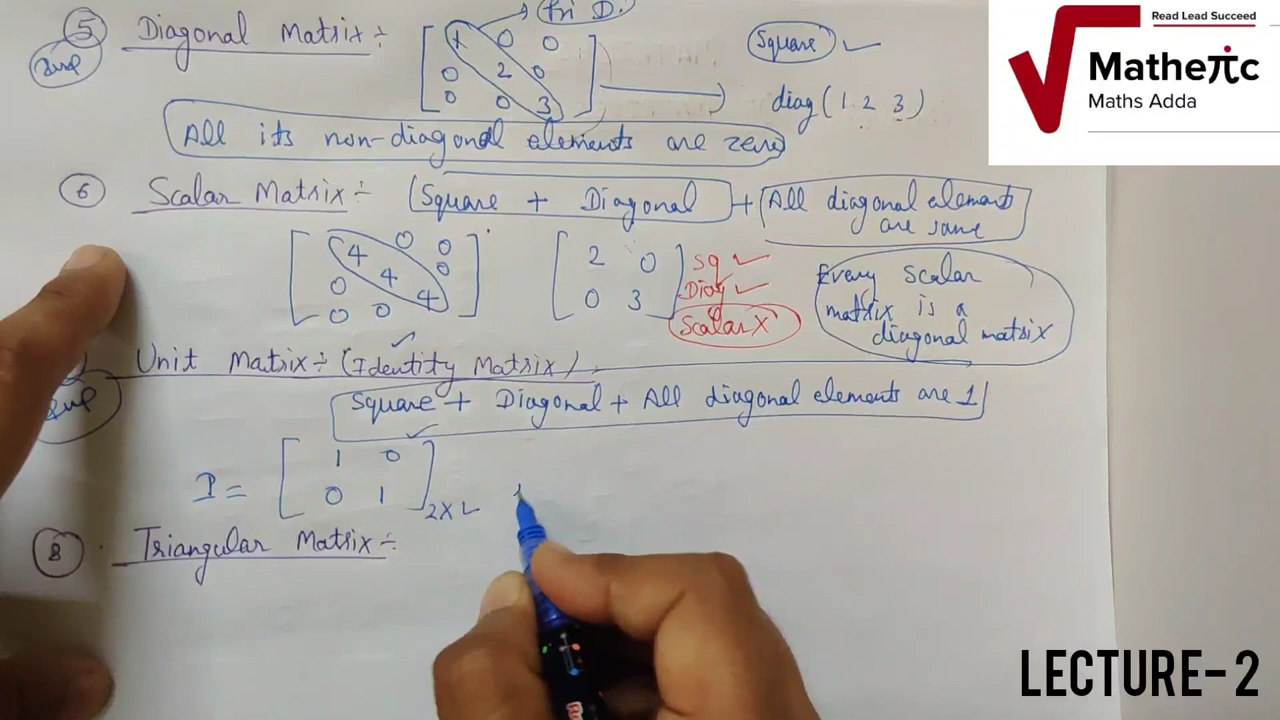 Read Lead Succeed
Matheπc
Maths Adda
5 Diagonal Matrix ÷
Pri D.
1 0 0
0 2 0
0 0 3
Square ✓
diag (1 2 3)
All its non-diagonal elements are zero
6 Scalar Matrix ÷ (Square + Diagonal + All diagonal elements
are same
4 0 0
0 4 0
0 0 4
2 0
0 3
Sq ✓
Diag ✓
Scalar X
Every Scalar
matrix is a
diagonal matrix
Unit Matrix ÷ (Identity Matrix)
Square + Diagonal + All diagonal elements are 1
I =
1 0
0 1
2X2
8 Triangular Matrix ÷
LECTURE- 2